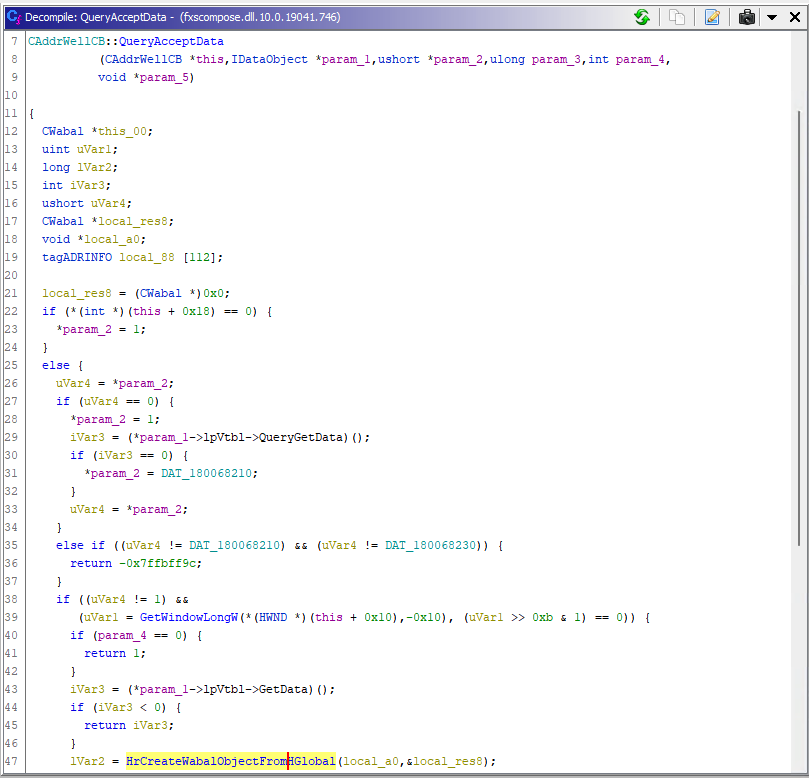 Decompile: QueryAcceptData - (fxscompose.dll.10.0.19041.746)
7 CAddrWellCB::QueryAcceptData
8 (CAddrWellCB *this,IDataObject *param_1,ushort *param_2,ulong param_3,int param_4,
9 void *param_5)
10
11 {
12 CWabal *this_00;
13 uint uVar1;
14 long lVar2;
15 int iVar3;
16 ushort uVar4;
17 CWabal *local_res8;
18 void *local_a0;
19 tagADRINFO local_88 [112];
20
21 local_res8 = (CWabal *)0x0;
22 if (*(int *)(this + 0x18) == 0) {
23 *param_2 = 1;
24 }
25 else {
26 uVar4 = *param_2;
27 if (uVar4 == 0) {
28 *param_2 = 1;
29 iVar3 = (*param_1->lpVtbl->QueryGetData)();
30 if (iVar3 == 0) {
31 *param_2 = DAT_180068210;
32 }
33 uVar4 = *param_2;
34 }
35 else if ((uVar4 != DAT_180068210) && (uVar4 != DAT_180068230)) {
36 return -0x7ffbff9c;
37 }
38 if ((uVar4 != 1) &&
39 (uVar1 = GetWindowLongW(*(HWND *)(this + 0x10),-0x10), (uVar1 >> 0xb & 1) == 0)) {
40 if (param_4 == 0) {
41 return 1;
42 }
43 iVar3 = (*param_1->lpVtbl->GetData)();
44 if (iVar3 < 0) {
45 return iVar3;
46 }
47 lVar2 = HrCreateWabalObjectFromHGlobal(local_a0,&local_res8);